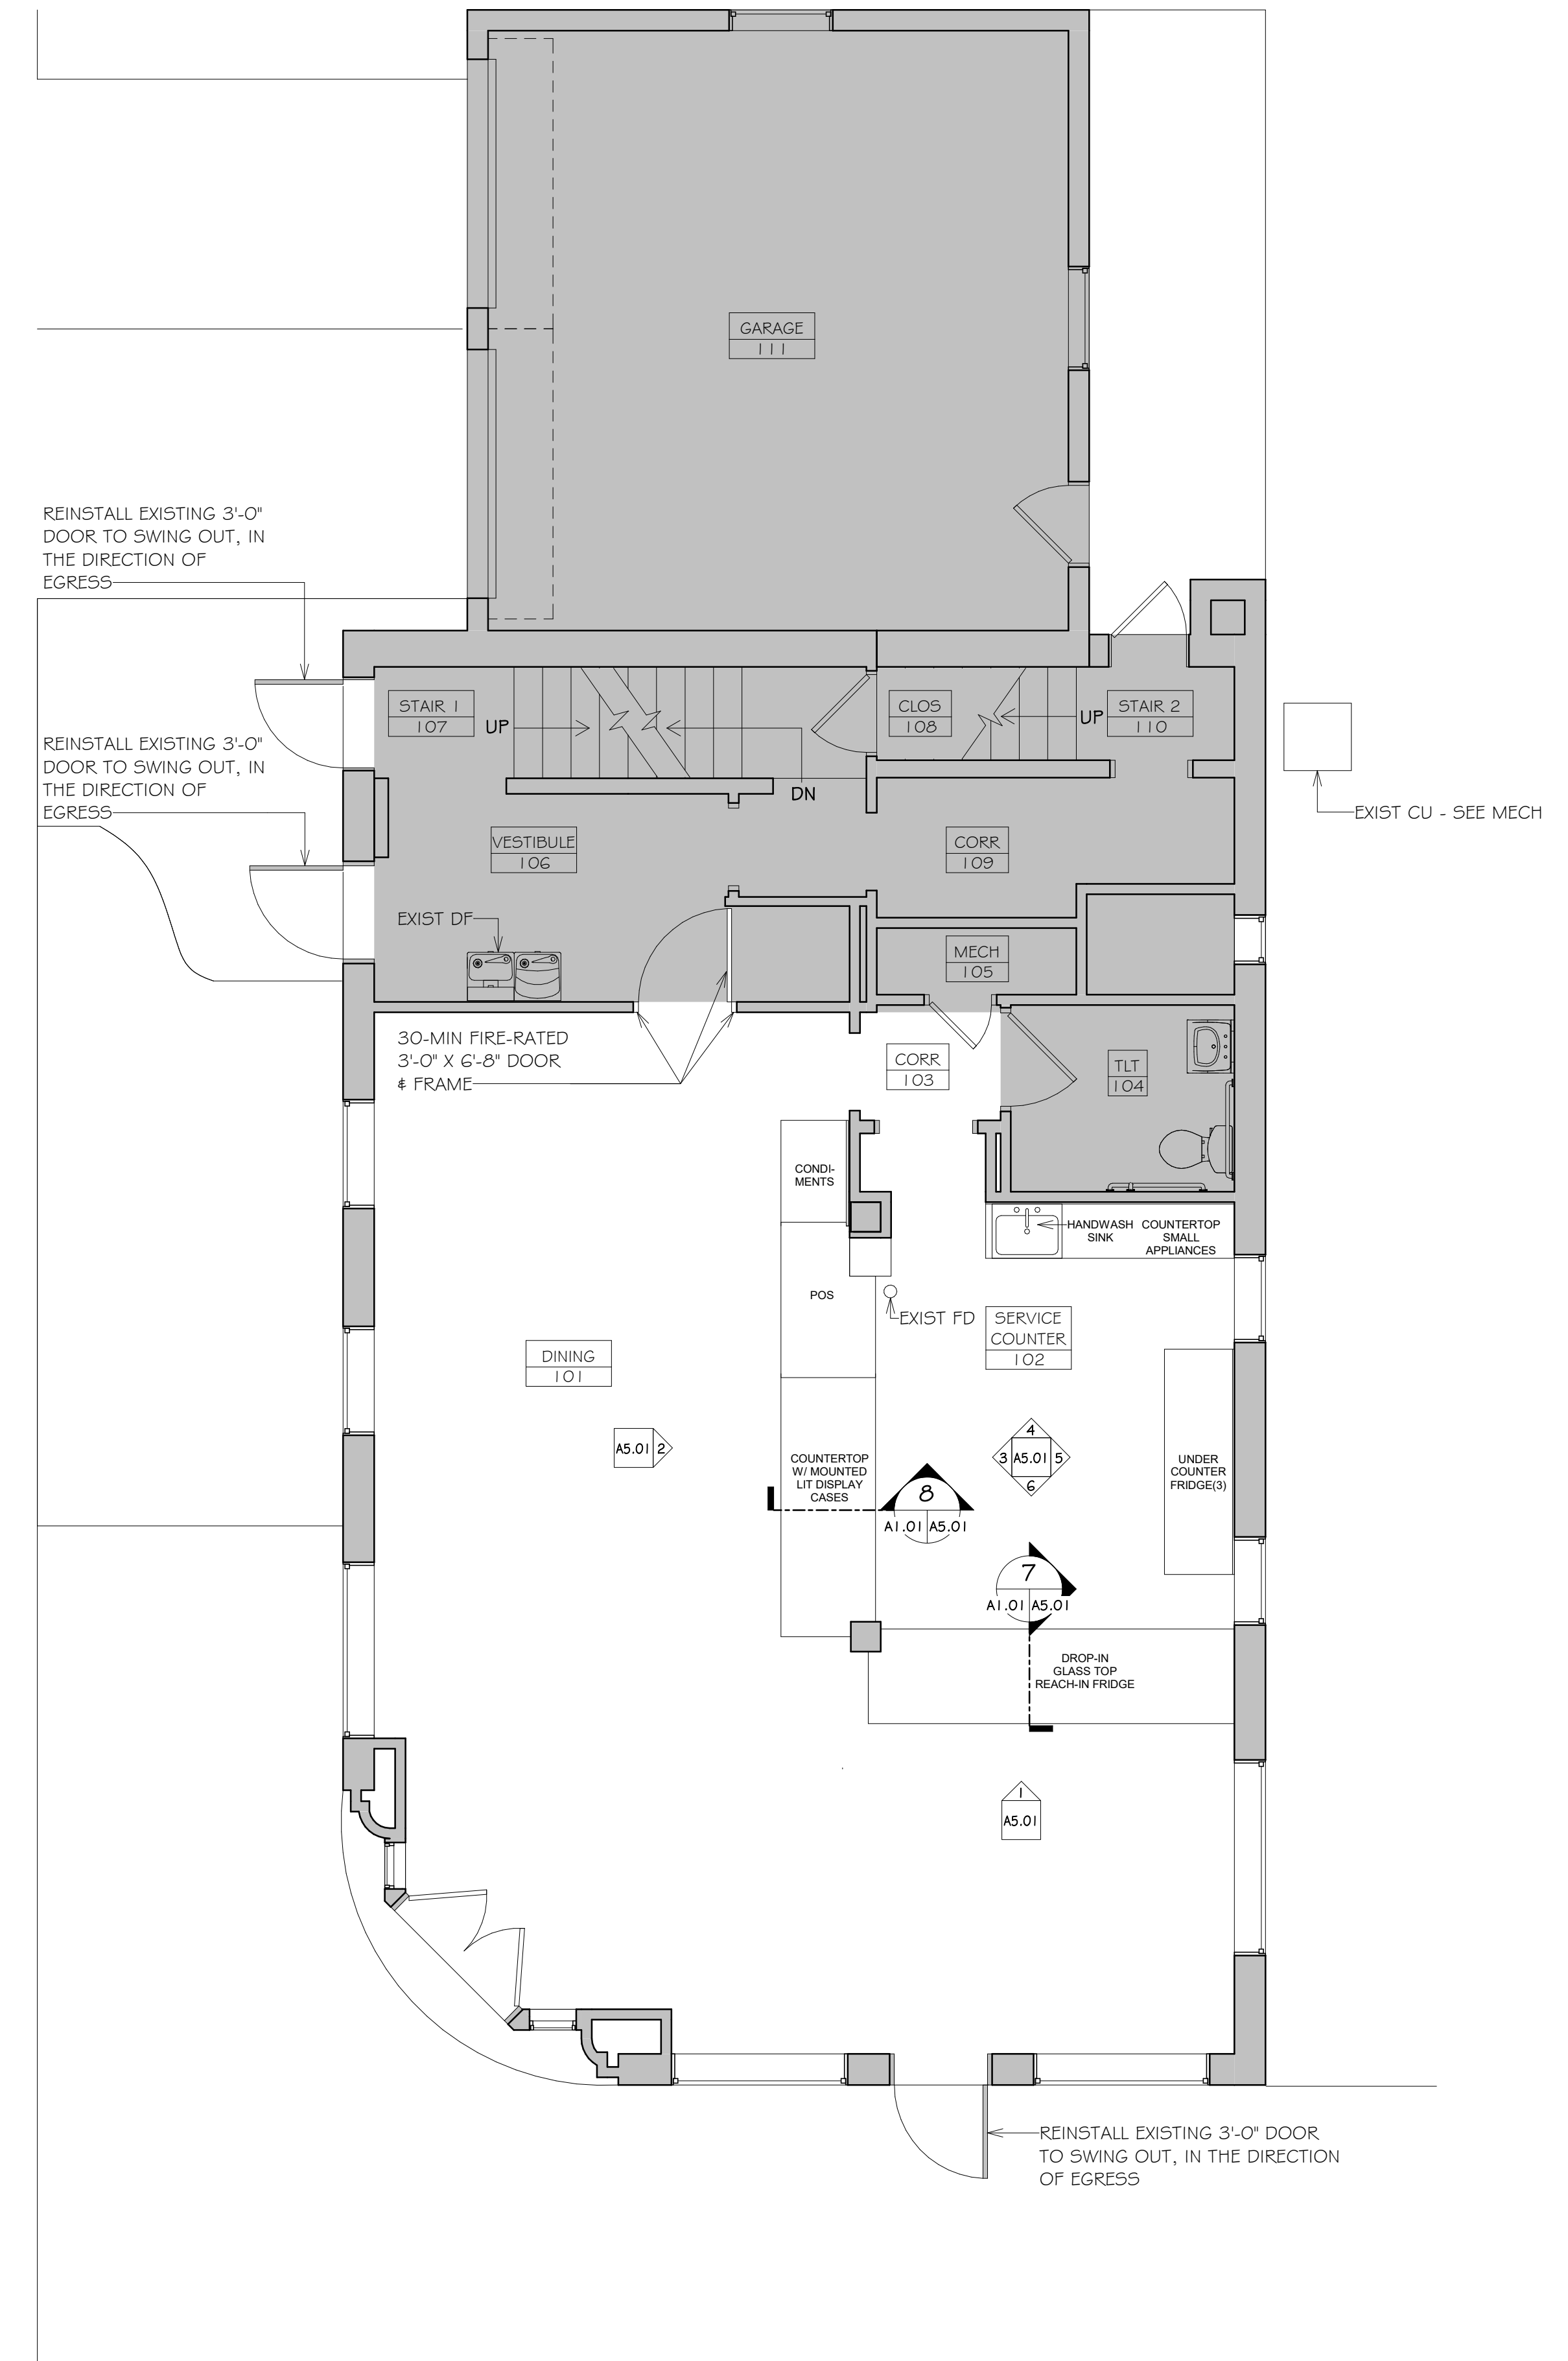 GARAGE
111
REINSTALL EXISTING 3'-0"
DOOR TO SWING OUT, IN
THE DIRECTION OF
EGRESS
STAIR 1
107
UP
CLOS
108
UP
STAIR 2
110
REINSTALL EXISTING 3'-0"
DOOR TO SWING OUT, IN
THE DIRECTION OF
EGRESS
DN
EXIST CU - SEE MECH
VESTIBULE
106
CORR
109
EXIST DF
MECH
105
30-MIN FIRE-RATED
3'-0" X 6'-8" DOOR
& FRAME
CORR
103
TLT
104
CONDI-
MENTS
HANDWASH
SINK
COUNTERTOP
SMALL
APPLIANCES
POS
EXIST FD
SERVICE
COUNTER
102
DINING
101
A5.01 2
4
3 A5.01 5
6
COUNTERTOP
W/ MOUNTED
LIT DISPLAY
CASES
UNDER
COUNTER
FRIDGE(3)
8
A1.01 A5.01
7
A1.01 A5.01
DROP-IN
GLASS TOP
REACH-IN FRIDGE
1
A5.01
REINSTALL EXISTING 3'-0" DOOR
TO SWING OUT, IN THE DIRECTION
OF EGRESS